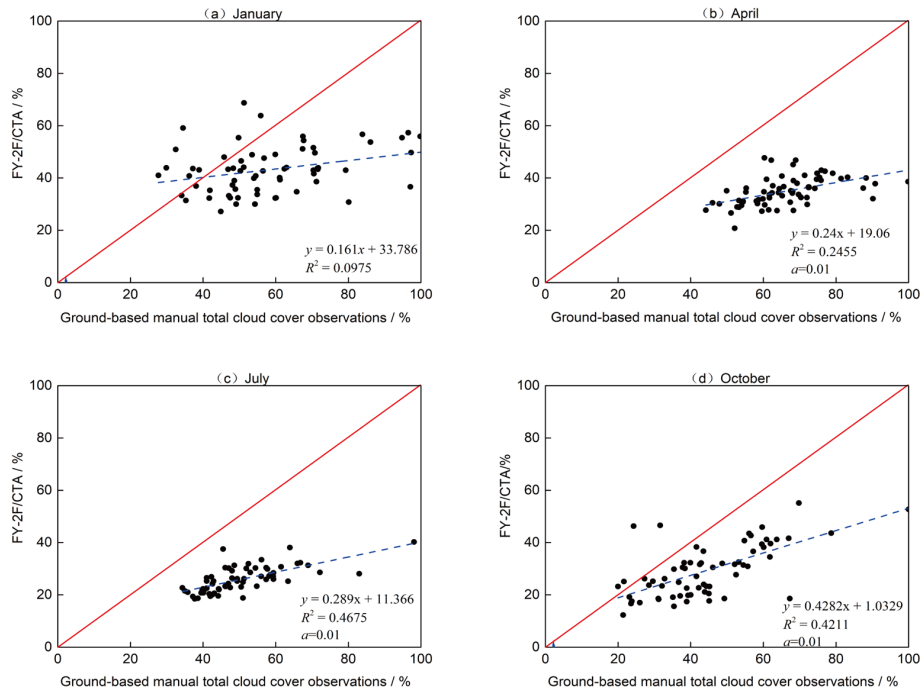 （a）January
100
80
60
40
20
0
FY-2F/CTA / %
y = 0.161x + 33.786
R² = 0.0975
0 20 40 60 80 100
Ground-based manual total cloud cover observations / %
（b）April
100
80
60
40
20
0
FY-2F/CTA / %
y = 0.24x + 19.06
R² = 0.2455
a=0.01
0 20 40 60 80 100
Ground-based manual total cloud cover observations / %
（c）July
100
80
60
40
20
0
FY-2F/CTA / %
y = 0.289x + 11.366
R² = 0.4675
a=0.01
0 20 40 60 80 100
Ground-based manual total cloud cover observations / %
（d）October
100
80
60
40
20
0
FY-2F/CTA/%
y = 0.4282x + 1.0329
R² = 0.4211
a=0.01
0 20 40 60 80 100
Ground-based manual total cloud cover observations / %